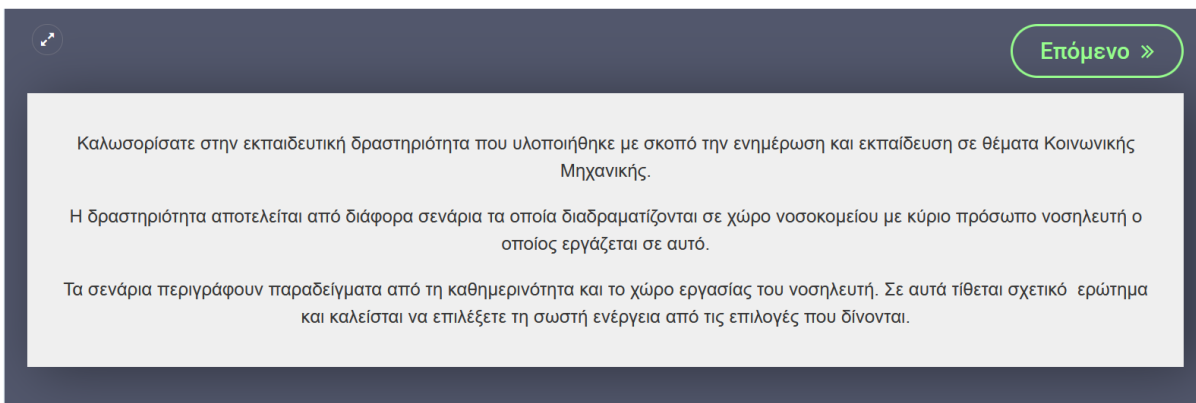 Επόμενο »
Καλωσορίσατε στην εκπαιδευτική δραστηριότητα που υλοποιήθηκε με σκοπό την ενημέρωση και εκπαίδευση σε θέματα Κοινωνικής
Μηχανικής.
Η δραστηριότητα αποτελείται από διάφορα σενάρια τα οποία διαδραματίζονται σε χώρο νοσοκομείου με κύριο πρόσωπο νοσηλευτή ο
οποίος εργάζεται σε αυτό.
Τα σενάρια περιγράφουν παραδείγματα από τη καθημερινότητα και το χώρο εργασίας του νοσηλευτή. Σε αυτά τίθεται σχετικό  ερώτημα
και καλείσται να επιλέξετε τη σωστή ενέργεια από τις επιλογές που δίνονται.